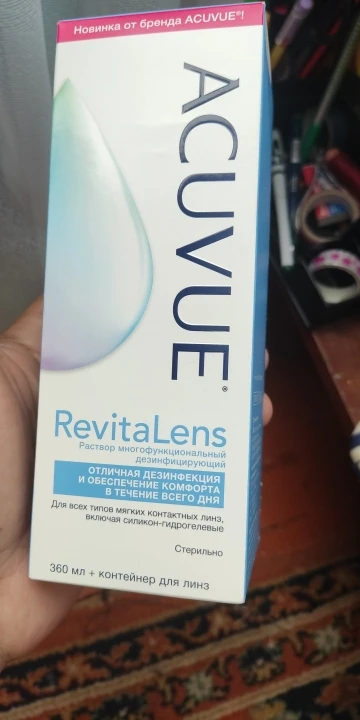 Новинка от бренда ACUVUE®!
ACUVUE®
RevitaLens
Раствор многофункциональный
дезинфицирующий
ОТЛИЧНАЯ ДЕЗИНФЕКЦИЯ
И ОБЕСПЕЧЕНИЕ КОМФОРТА
В ТЕЧЕНИЕ ВСЕГО ДНЯ
Для всех типов мягких контактных линз,
включая силикон-гидрогелевые
Стерильно
360 мл + контейнер для линз